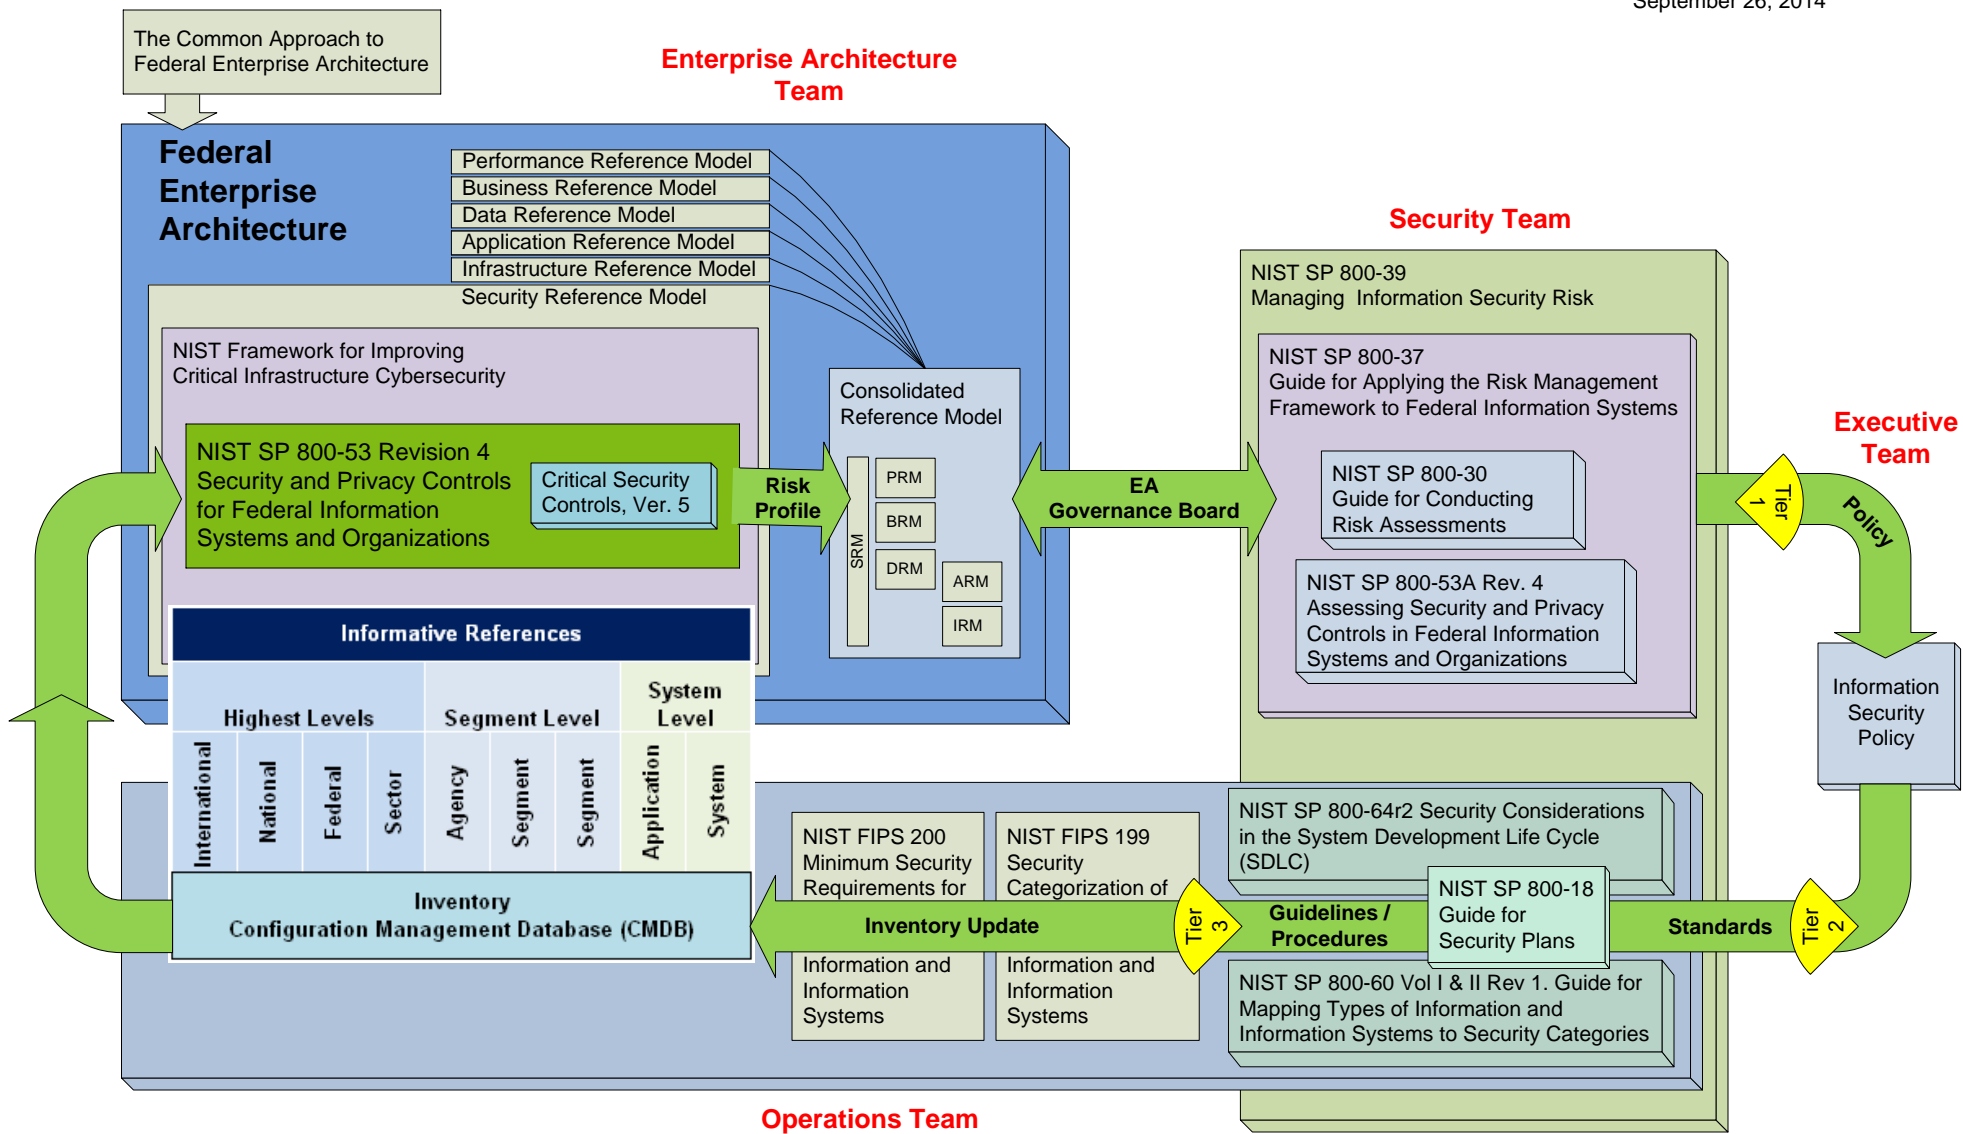 September 26, 2014
The Common Approach to
Federal Enterprise Architecture
Enterprise Architecture
Team
Federal
Enterprise
Architecture
Performance Reference Model
Business Reference Model
Data Reference Model
Application Reference Model
Infrastructure Reference Model
Security Reference Model
NIST Framework for Improving
Critical Infrastructure Cybersecurity
NIST SP 800-53 Revision 4
Security and Privacy Controls
for Federal Information
Systems and Organizations
Critical Security
Controls, Ver. 5
Risk
Profile
Consolidated
Reference Model
SRM
PRM
BRM
DRM
ARM
IRM
EA
Governance Board
Security Team
NIST SP 800-39
Managing  Information Security Risk
NIST SP 800-37
Guide for Applying the Risk Management
Framework to Federal Information Systems
NIST SP 800-30
Guide for Conducting
Risk Assessments
NIST SP 800-53A Rev. 4
Assessing Security and Privacy
Controls in Federal Information
Systems and Organizations
Executive
Team
Tier
1
Policy
Information
Security
Policy
Informative References
Highest Levels
Segment Level
System
Level
International
National
Federal
Sector
Agency
Segment
Segment
Application
System
Inventory
Configuration Management Database (CMDB)
NIST FIPS 200
Minimum Security
Requirements for
Information and
Information
Systems
NIST FIPS 199
Security
Categorization of
Information and
Information
Systems
Inventory Update
Tier
3
Guidelines /
Procedures
NIST SP 800-64r2 Security Considerations
in the System Development Life Cycle
(SDLC)
NIST SP 800-18
Guide for
Security Plans
Standards
Tier
2
NIST SP 800-60 Vol I & II Rev 1. Guide for
Mapping Types of Information and
Information Systems to Security Categories
Operations Team